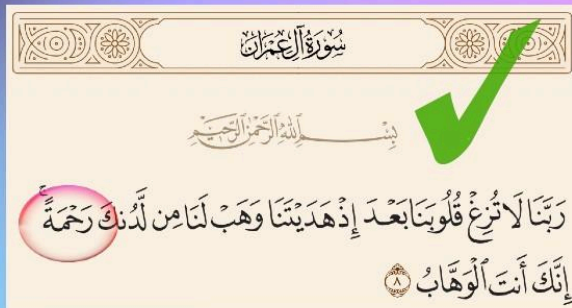 سُورَةُ آلِ عِمْرَانَ
بِسْمِ ٱللَّهِ ٱلرَّحْمَٰنِ ٱلرَّحِيمِ
رَبَّنَا لَا تُزِغْ قُلُوبَنَا بَعْدَ إِذْ هَدَيْتَنَا وَهَبْ لَنَا مِن لَّدُنكَ رَحْمَةًۚ
إِنَّكَ أَنتَ ٱلْوَهَّابُ ٨